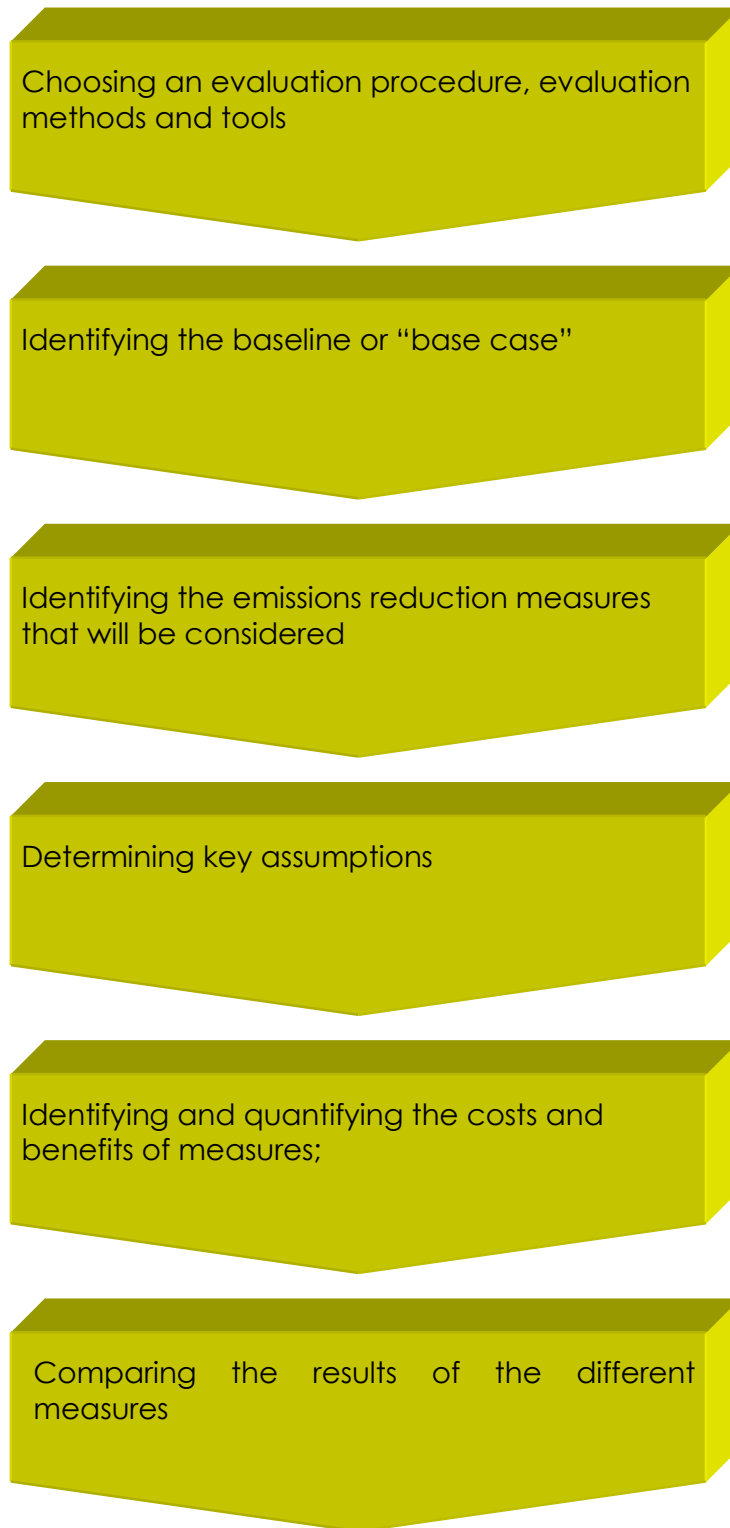 Choosing an evaluation procedure, evaluation
methods and tools
Identifying the baseline or “base case”
Identifying the emissions reduction measures
that will be considered
Determining key assumptions
Identifying and quantifying the costs and
benefits of measures;
Comparing the results of the different
measures